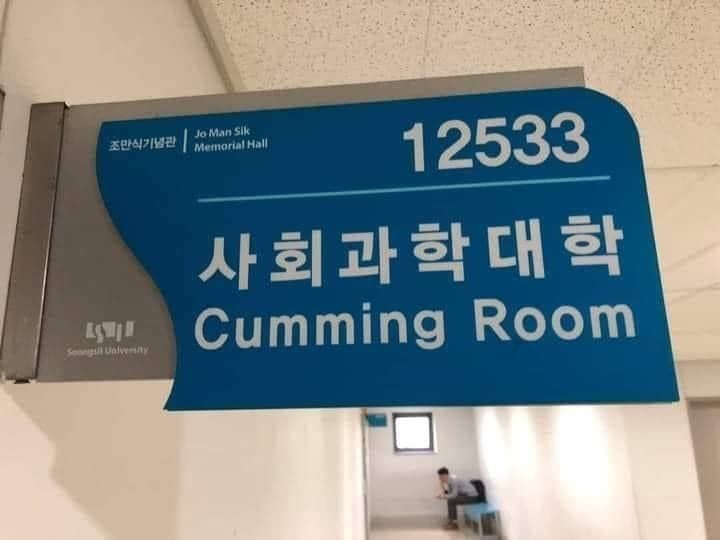 조만식기념관
Jo Man Sik
Memorial Hall
12533
사회과학대학
Cumming Room
SSU
Soongsil University